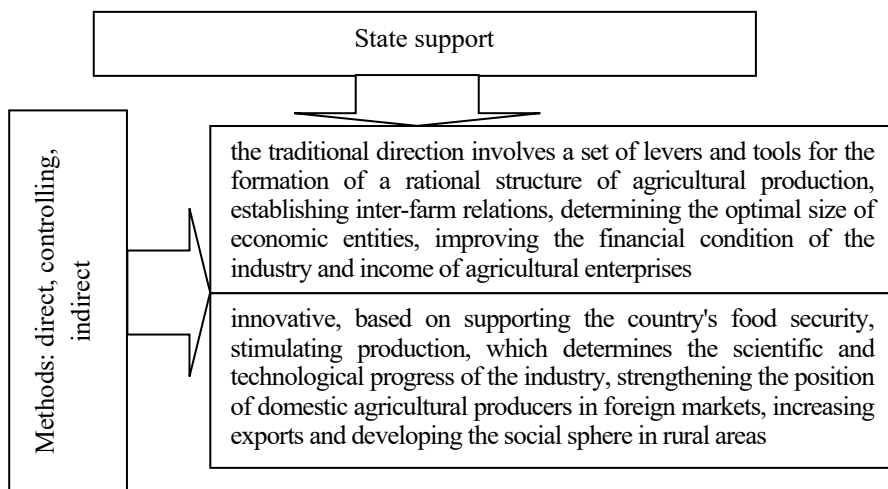 State support
Methods: direct, controlling,
indirect
the traditional direction involves a set of levers and tools for the
formation of a rational structure of agricultural production,
establishing inter-farm relations, determining the optimal size of
economic entities, improving the financial condition of the
industry and income of agricultural enterprises
innovative, based on supporting the country's food security,
stimulating production, which determines the scientific and
technological progress of the industry, strengthening the position
of domestic agricultural producers in foreign markets, increasing
exports and developing the social sphere in rural areas